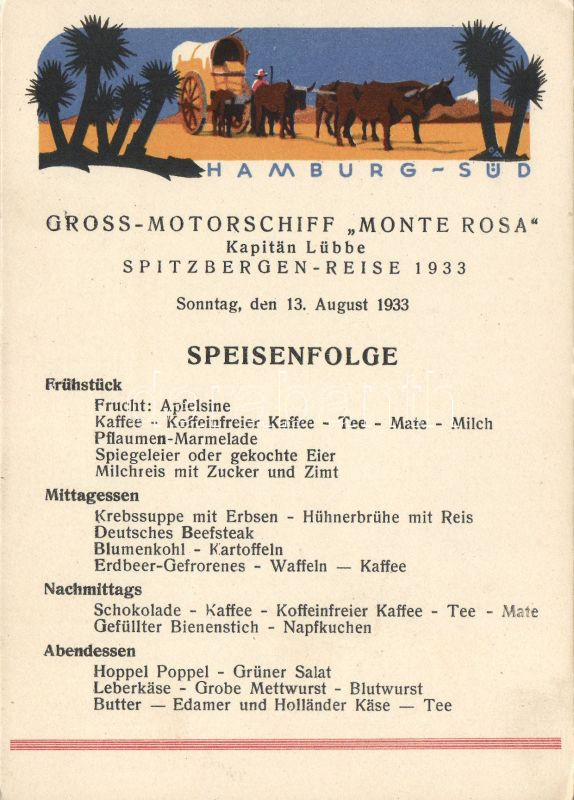 HAMBURG~SÜD
GROSS-MOTORSCHIFF „MONTE ROSA“
Kapitän Lübbe
SPITZBERGEN-REISE 1933
Sonntag, den 13. August 1933
SPEISENFOLGE
Frühstück
Frucht: Apfelsine
Kaffee - Koffeinfreier Kaffee - Tee - Mate - Milch
Pflaumen-Marmelade
Spiegeleier oder gekochte Eier
Milchreis mit Zucker und Zimt
Mittagessen
Krebssuppe mit Erbsen - Hühnerbrühe mit Reis
Deutsches Beefsteak
Blumenkohl - Kartoffeln
Erdbeer-Gefrorenes - Waffeln — Kaffee
Nachmittags
Schokolade - Kaffee - Koffeinfreier Kaffee - Tee - Mate
Gefüllter Bienenstich - Napfkuchen
Abendessen
Hoppel Poppel - Grüner Salat
Leberkäse - Grobe Mettwurst - Blutwurst
Butter — Edamer und Holländer Käse — Tee